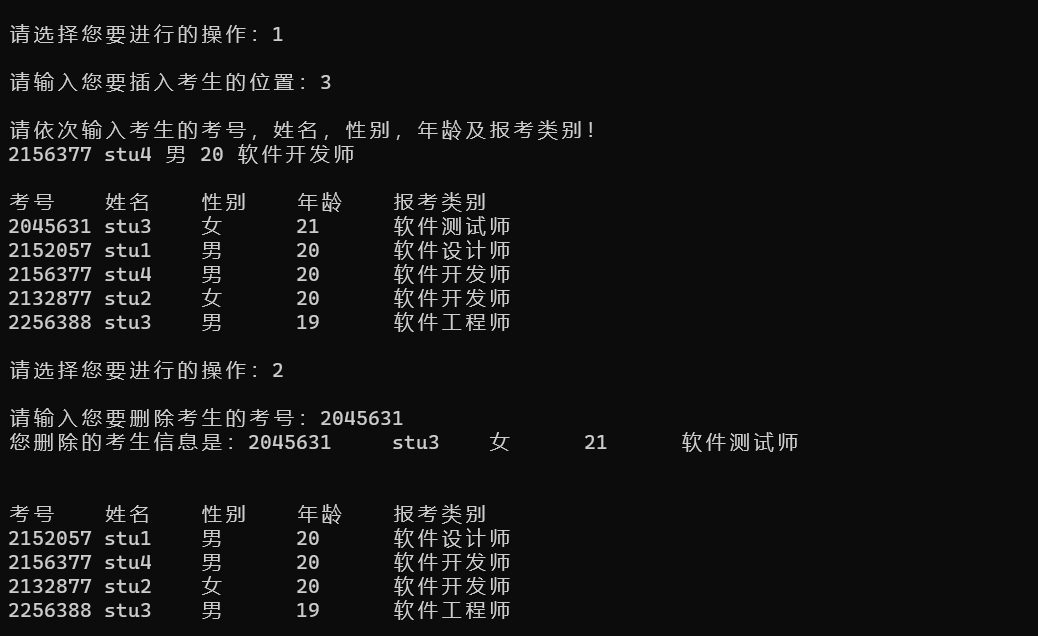 请选择您要进行的操作：1
请输入您要插入考生的位置：3
请依次输入考生的考号，姓名，性别，年龄及报考类别！
2156377 stu4 男 20 软件开发师
考号 姓名 性别 年龄 报考类别
2045631 stu3 女 21 软件测试师
2152057 stu1 男 20 软件设计师
2156377 stu4 男 20 软件开发师
2132877 stu2 女 20 软件开发师
2256388 stu3 男 19 软件工程师
请选择您要进行的操作：2
请输入您要删除考生的考号：2045631
您删除的考生信息是：2045631 stu3 女 21 软件测试师
考号 姓名 性别 年龄 报考类别
2152057 stu1 男 20 软件设计师
2156377 stu4 男 20 软件开发师
2132877 stu2 女 20 软件开发师
2256388 stu3 男 19 软件工程师